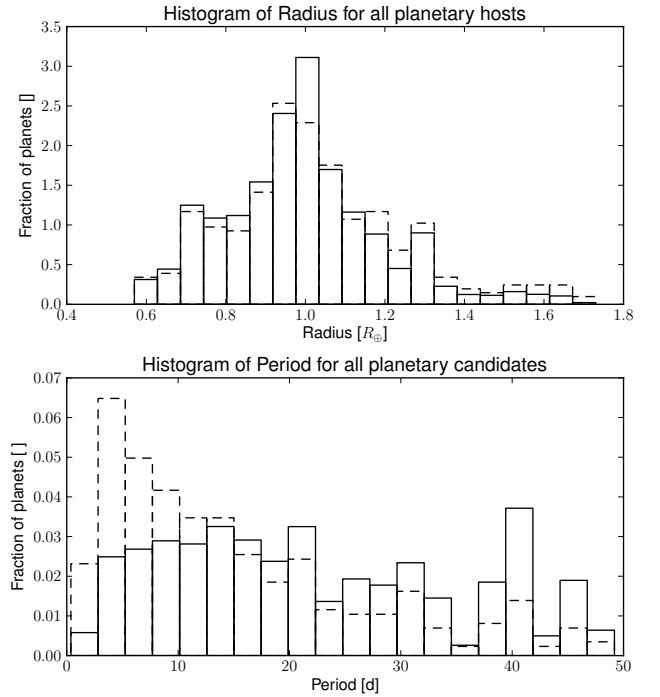 Histogram of Radius for all planetary hosts
3.5
3.0
2.5
2.0
1.5
1.0
0.5
0.0
Fraction of planets []
0.4 0.6 0.8 1.0 1.2 1.4 1.6 1.8
Radius [R⊕]
Histogram of Period for all planetary candidates
0.07
0.06
0.05
0.04
0.03
0.02
0.01
0.00
Fraction of planets [ ]
0 10 20 30 40 50
Period [d]